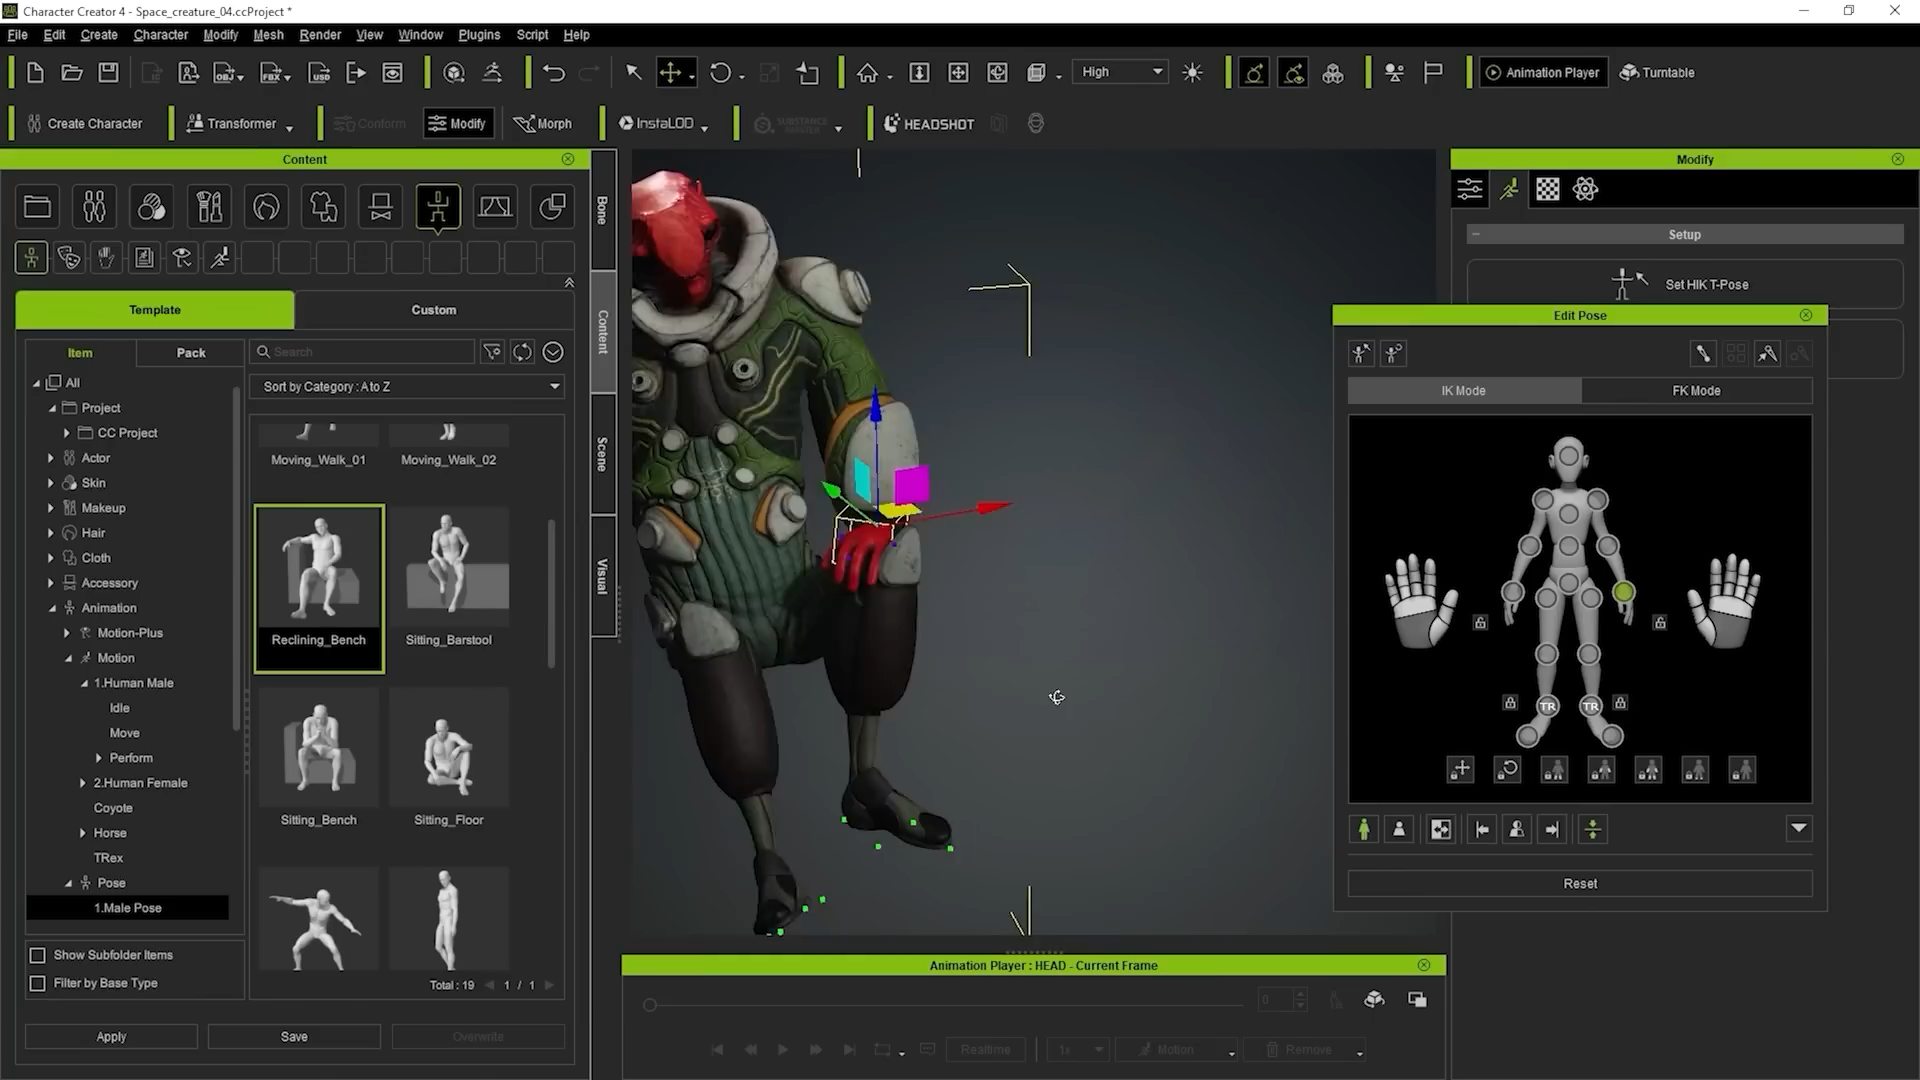 Character Creator 4 - Space_creature_04.ccProject *
File Edit Create Character Modify Mesh Render View Window Plugins Script Help
High
Animation Player
Turntable
Create Character
Transformer
Conform
Modify
Morph
InstaLOD
SUBSTANCE PAINTER
HEADSHOT
Content
Template
Custom
Item
Pack
Search
Sort by Category : A to Z
All
Project
CC Project
Actor
Skin
Makeup
Hair
Cloth
Accessory
Animation
Motion-Plus
Motion
1.Human Male
Idle
Move
Perform
2.Human Female
Coyote
Horse
TRex
Pose
1.Male Pose
Moving_Walk_01
Moving_Walk_02
Reclining_Bench
Sitting_Barstool
Sitting_Bench
Sitting_Floor
Show Subfolder Items
Filter by Base Type
Total : 19
1 / 1
Apply
Save
Overwrite
Bone
Content
Scene
Visual
Modify
Setup
Set HIK T-Pose
Edit Pose
IK Mode
FK Mode
TR
TR
Reset
Animation Player : HEAD - Current Frame
0
Realtime
1x
Motion
Remove